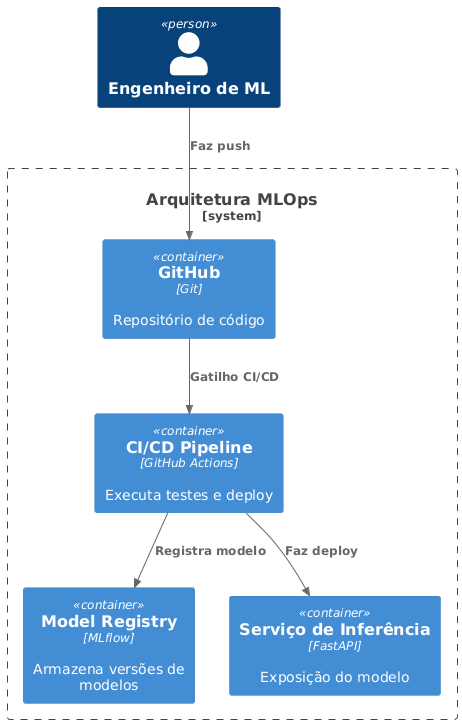 «person»
Engenheiro de ML
Faz push
Arquitetura MLOps
[system]
«container»
GitHub
[Git]
Repositório de código
Gatilho CI/CD
«container»
CI/CD Pipeline
[GitHub Actions]
Executa testes e deploy
Registra modelo
Faz deploy
«container»
Model Registry
[MLflow]
Armazena versões de
modelos
«container»
Serviço de Inferência
[FastAPI]
Exposição do modelo